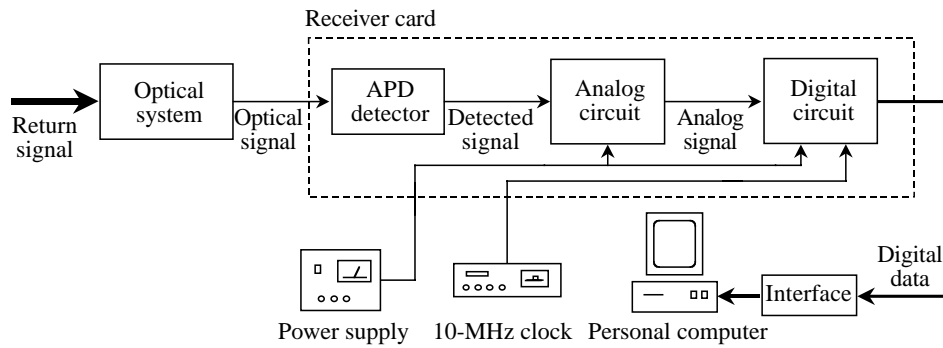 Receiver card
Optical
system
APD
detector
Analog
circuit
Digital
circuit
Return
signal
Optical
signal
Detected
signal
Analog
signal
Digital
data
Interface
Power supply
10-MHz clock
Personal computer